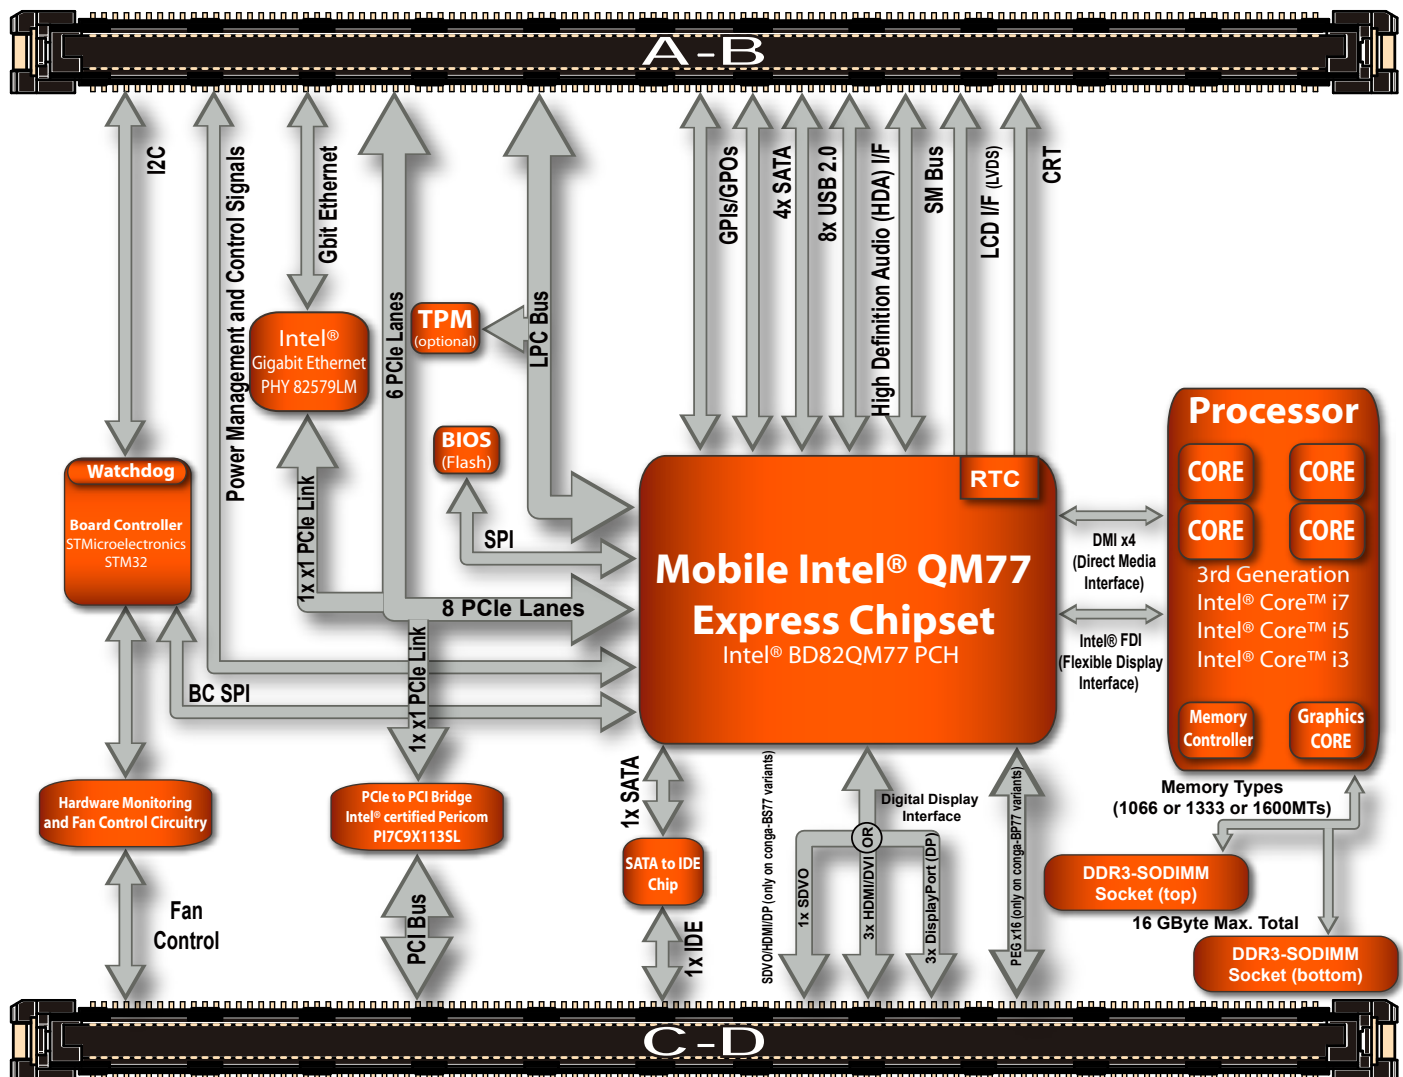 A-B
I2C
Power Management and Control Signals
Gbit Ethernet
6 PCIe Lanes
LPC Bus
GPIs/GPOs
4x SATA
8x USB 2.0
High Definition Audio (HDA) I/F
SM Bus
LCD I/F (LVDS)
CRT
Intel®
Gigabit Ethernet
PHY 82579LM
TPM
(optional)
BIOS
(Flash)
SPI
1x x1 PCIe Link
8 PCIe Lanes
Watchdog
Board Controller
STMicroelectronics
STM32
BC SPI
1x x1 PCIe Link
RTC
Mobile Intel® QM77
Express Chipset
Intel® BD82QM77 PCH
DMI x4
(Direct Media
Interface)
Intel® FDI
(Flexible Display
Interface)
Processor
CORE
CORE
CORE
CORE
3rd Generation
Intel® Core™ i7
Intel® Core™ i5
Intel® Core™ i3
Memory
Controller
Graphics
CORE
Hardware Monitoring
and Fan Control Circuitry
Fan
Control
PCIe to PCI Bridge
Intel® certified Pericom
PI7C9X113SL
PCI Bus
1x SATA
SATA to IDE
Chip
1x IDE
SDVO/HDMI/DP (only on conga-BS77 variants)
Digital Display
Interface
OR
1x SDVO
3x HDMI/DVI
3x DisplayPort (DP)
PEG x16 (only on conga-BP77 variants)
Memory Types
(1066 or 1333 or 1600MTs)
DDR3-SODIMM
Socket (top)
16 GByte Max. Total
DDR3-SODIMM
Socket (bottom)
C-D